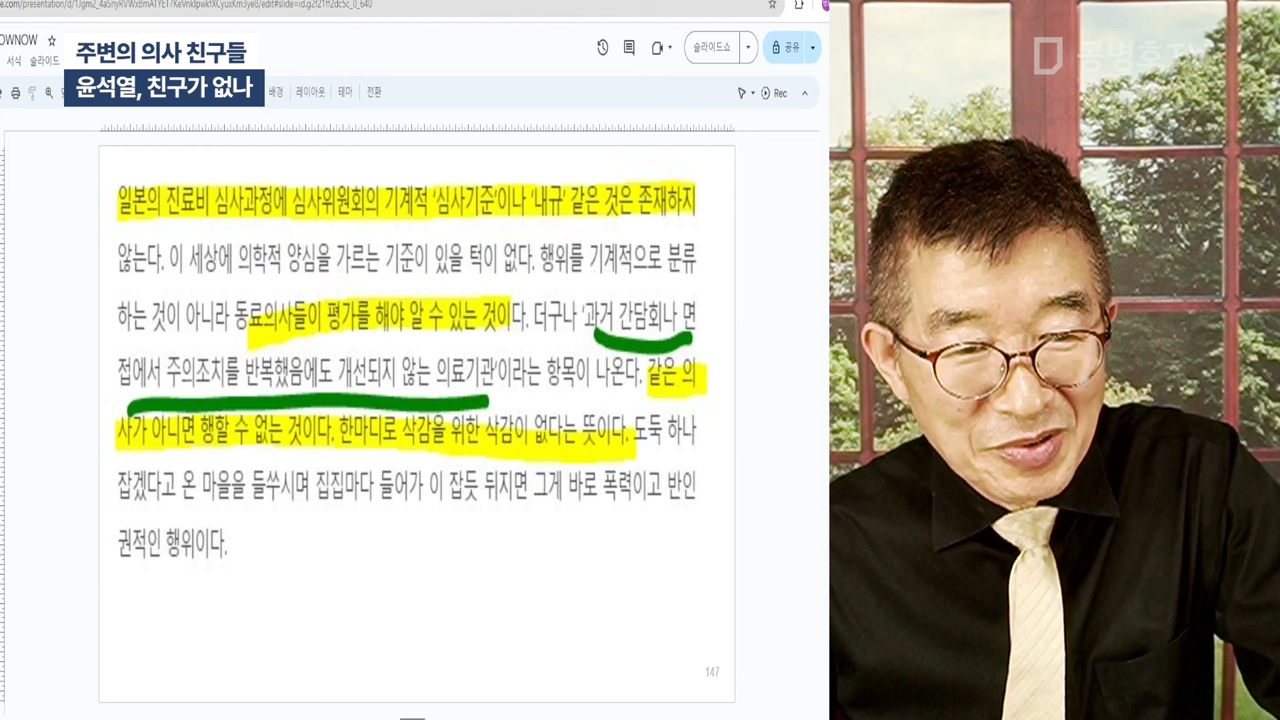 주변의 의사 친구들
윤석열, 친구가 없나
서식 슬라이드
슬라이드쇼
공유
배경 레이아웃 테마 전환
Rec
공병호TV
일본의 진료비 심사과정에 심사위원회의 기계적 '심사기준'이나 '내규' 같은 것은 존재하지
않는다. 이 세상에 의학적 양심을 가르는 기준이 있을 턱이 없다. 행위를 기계적으로 분류
하는 것이 아니라 동료의사들이 평가를 해야 알 수 있는 것이다. 더구나 '과거 간담회나 면
접에서 주의조치를 반복했음에도 개선되지 않는 의료기관'이라는 항목이 나온다. 같은 의
사가 아니면 행할 수 없는 것이다. 한마디로 삭감을 위한 삭감이 없다는 뜻이다. 도둑 하나
잡겠다고 온 마을을 들쑤시며 집집마다 들어가 이 잡듯 뒤지면 그게 바로 폭력이고 반인
권적인 행위이다.
147